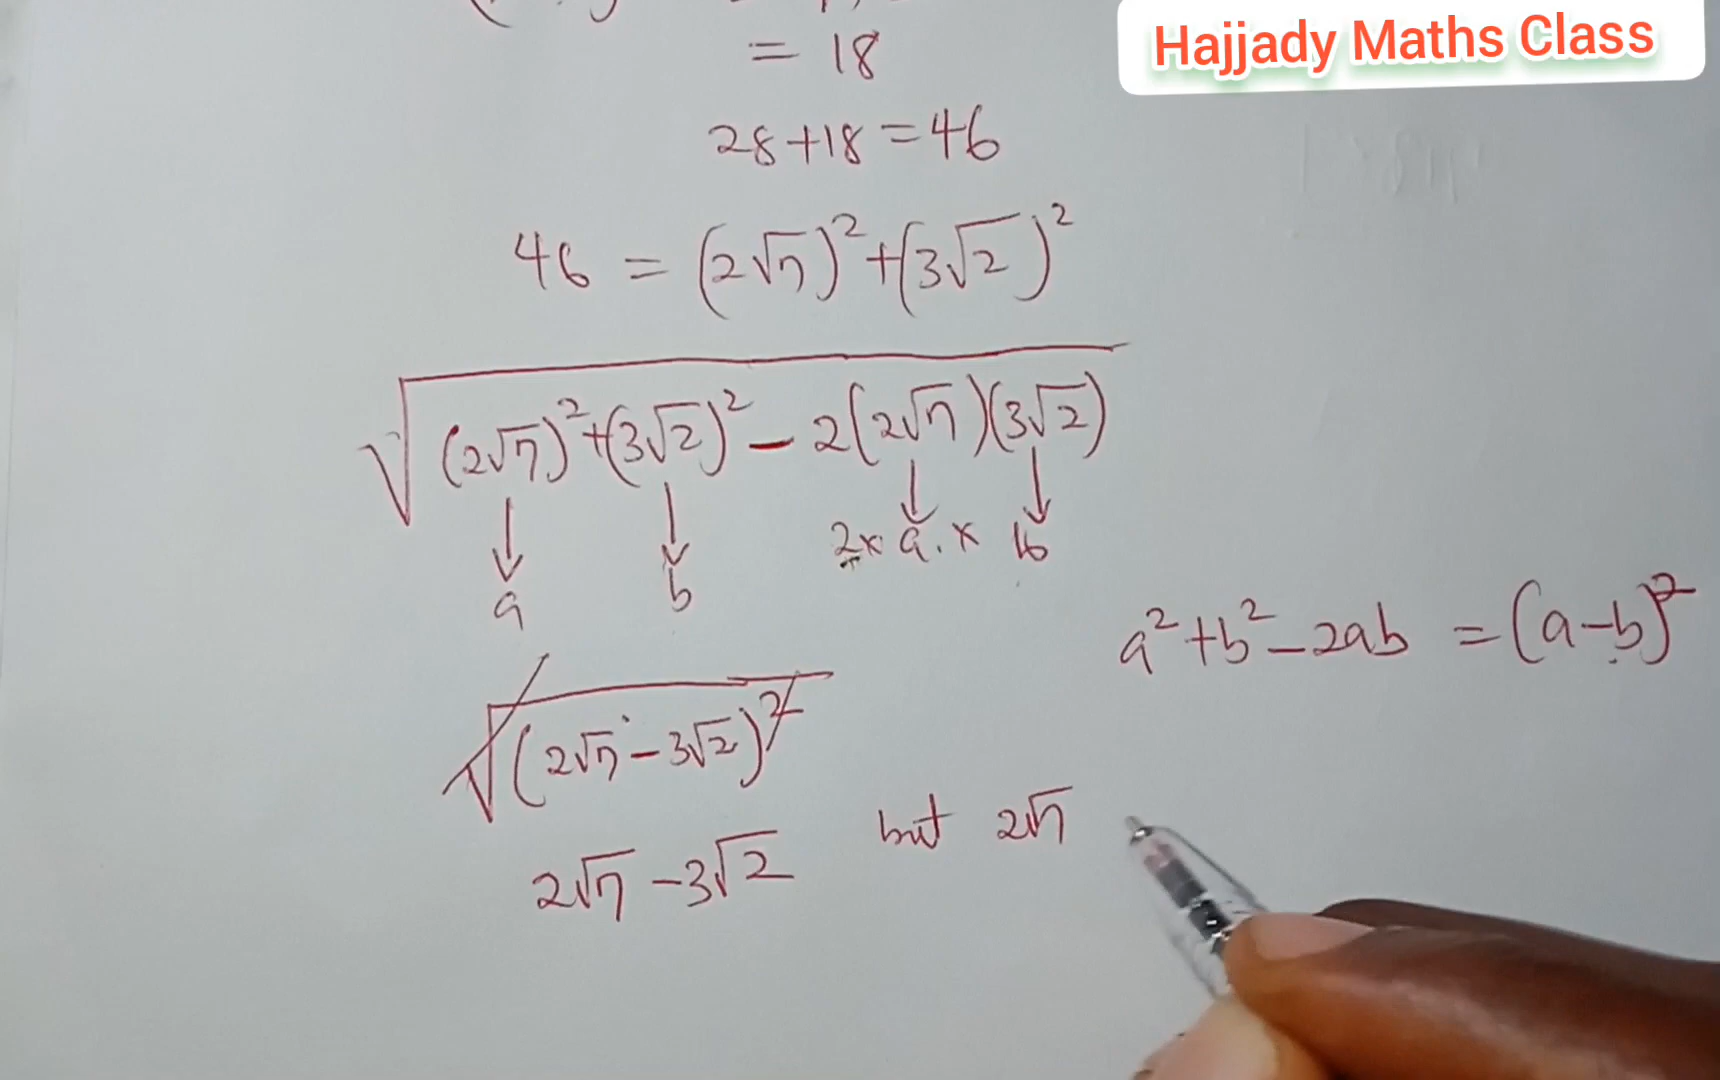 Hajjady Maths Class
= 18
28+18=46
46 = (2√7)²+(3√2)²
√((2√7)²+(3√2)² − 2(2√7)(3√2))
a b 2x a . x b
a²+b²−2ab = (a−b)²
√(2√7 − 3√2)²
2√7 − 3√2 but 2√7